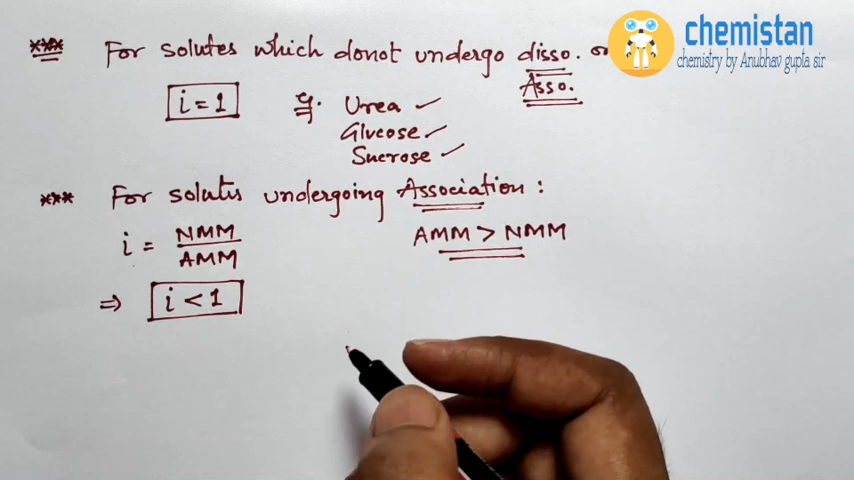 *** For solutes which donot undergo disso. or
Asso.
i = 1
eg. Urea ✓
Glucose ✓
Sucrose ✓
*** For solutes undergoing Association :
i = NMM / AMM
AMM > NMM
⇒ i < 1
chemistan
chemistry by Anubhav gupta sir